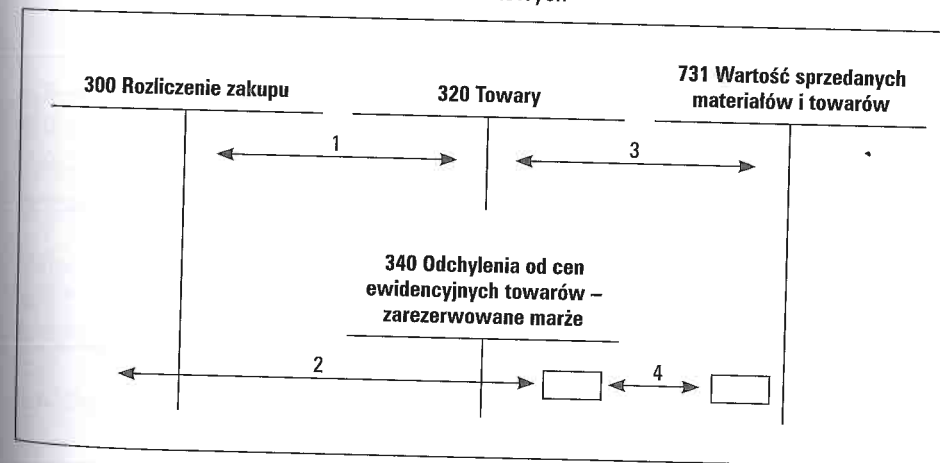 300 Rozliczenie zakupu
320 Towary
731 Wartość sprzedanych
materiałów i towarów
1
3
340 Odchylenia od cen
ewidencyjnych towarów –
zarezerwowane marże
2
4